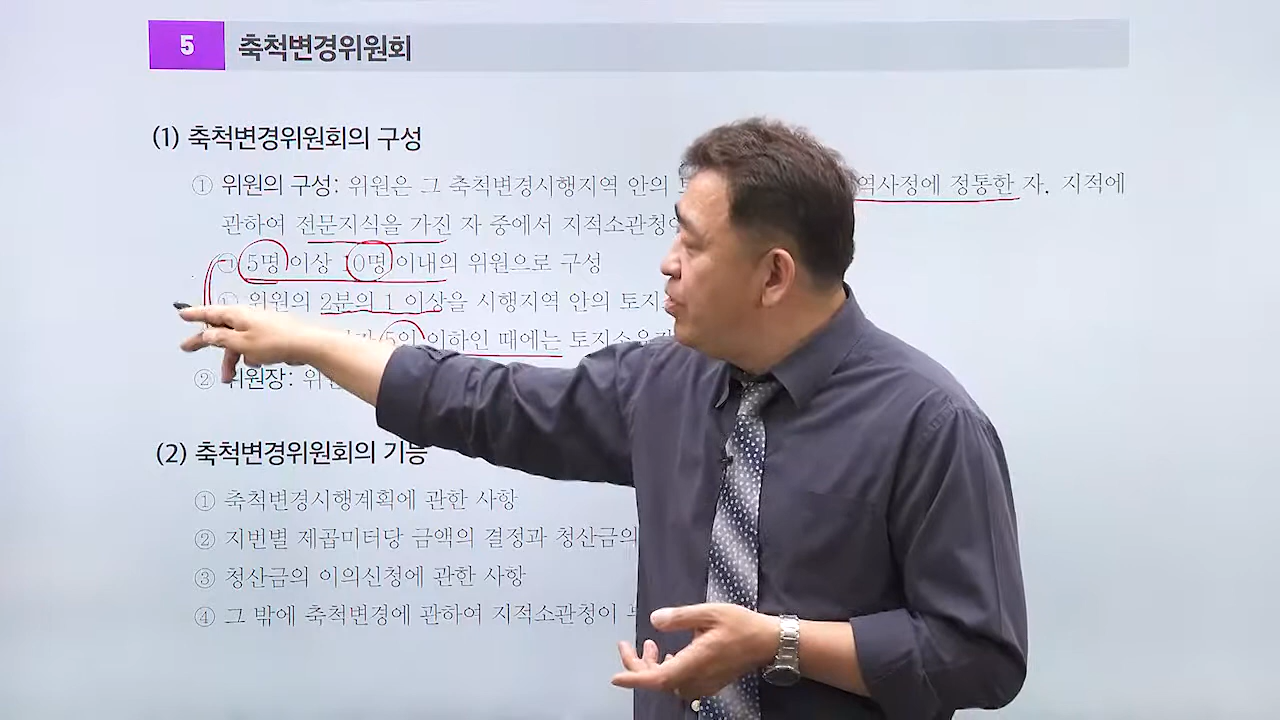 5 축척변경위원회
(1) 축척변경위원회의 구성
① 위원의 구성: 위원은 그 축척변경시행지역 안의 역사정에 정통한 자. 지적에
관하여 전문지식을 가진 자 중에서 지적소관청에
㉠ 5명 이상 10명 이내의 위원으로 구성
㉡ 위원의 2분의 1 이상을 시행지역 안의
5인 이하인 때에는
② 위원장:
(2) 축척변경위원회의 기능
① 축척변경시행계획에 관한 사항
② 지번별 제곱미터당 금액의 결정과 청산금의
③ 청산금의 이의신청에 관한 사항
④ 그 밖에 축척변경에 관하여 지적소관청이